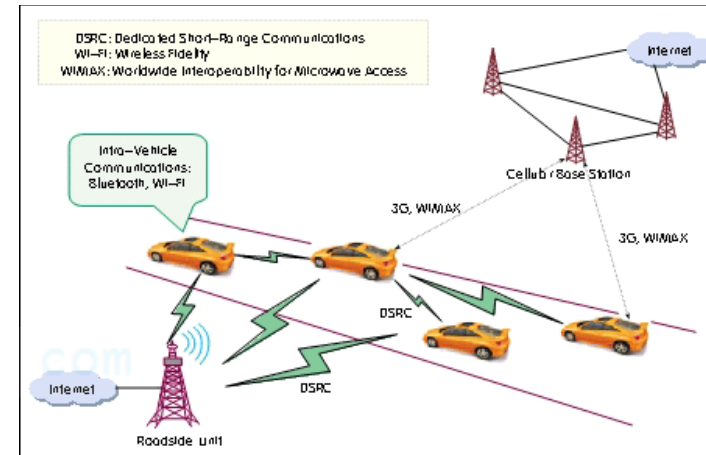 DSRC: Dedicated Short-Range Communications
Wi-Fi: Wireless Fidelity
WIMAX: Worldwide Interoperability for Microwave Access
Internet
Intra-Vehicle
Communications:
Bluetooth, Wi-Fi
Cellular Base Station
3G, WIMAX
3G, WIMAX
DSRC
com
Internet
DSRC
Roadside unit